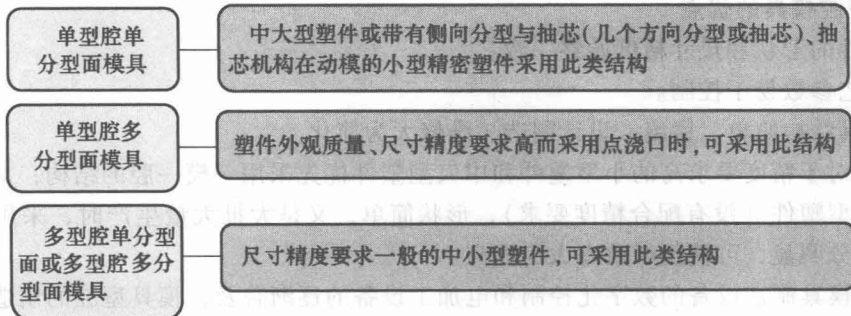 单型腔单
分型面模具
中大型塑件或带有侧向分型与抽芯(几个方向分型或抽芯)、抽
芯机构在动模的小型精密塑件采用此类结构
单型腔多
分型面模具
塑件外观质量、尺寸精度要求高而采用点浇口时,可采用此结构
多型腔单分型
面或多型腔多分
型面模具
尺寸精度要求一般的中小型塑件,可采用此类结构